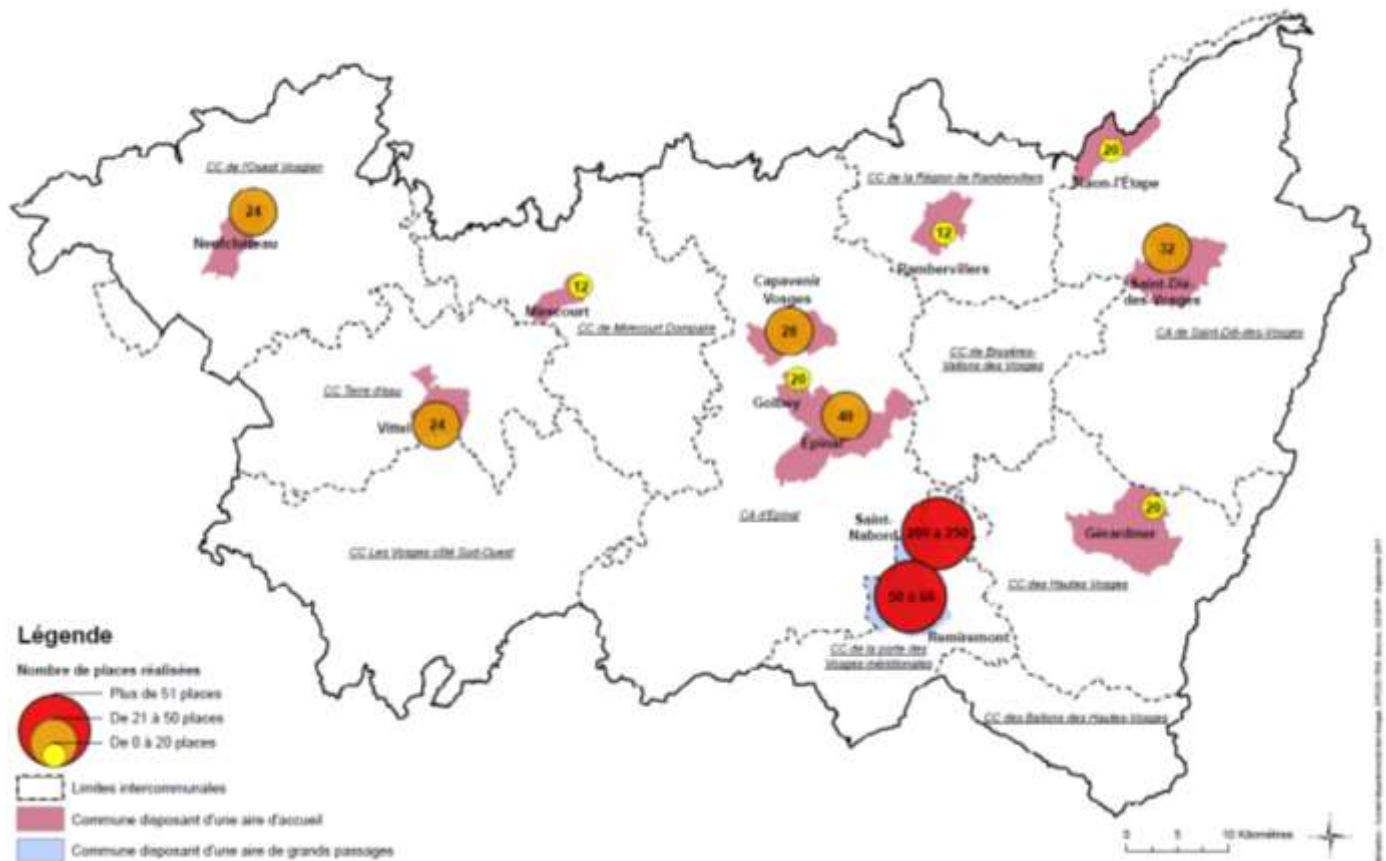 CC de l'Ouest Vosgien
24
Neufchâteau
CC de la Région de Rambervillers
20
Raon-l'Étape
12
Rambervillers
32
Saint-Dié-
des-Vosges
CA de Saint-Dié-des-Vosges
12
Mirecourt
CC de Mirecourt Dompaire
Capavenir
Vosges
28
CC de Bruyères-
Vallons des Vosges
CC Terre d'eau
Vittel
24
20
Golbey
40
Épinal
CA d'Epinal
Saint-
Nabord
200 à 250
20
Gérardmer
CC Les Vosges côté Sud-Ouest
CC des Hautes Vosges
50 à 60
Remiremont
CC de la porte des
Vosges méridionales
CC des Ballons des Hautes-Vosges
Légende
Nombre de places réalisées
Plus de 51 places
De 21 à 50 places
De 0 à 20 places
Limites intercommunales
Commune disposant d'une aire d'accueil
Commune disposant d'une aire de grands passages
0 5 10 Kilomètres